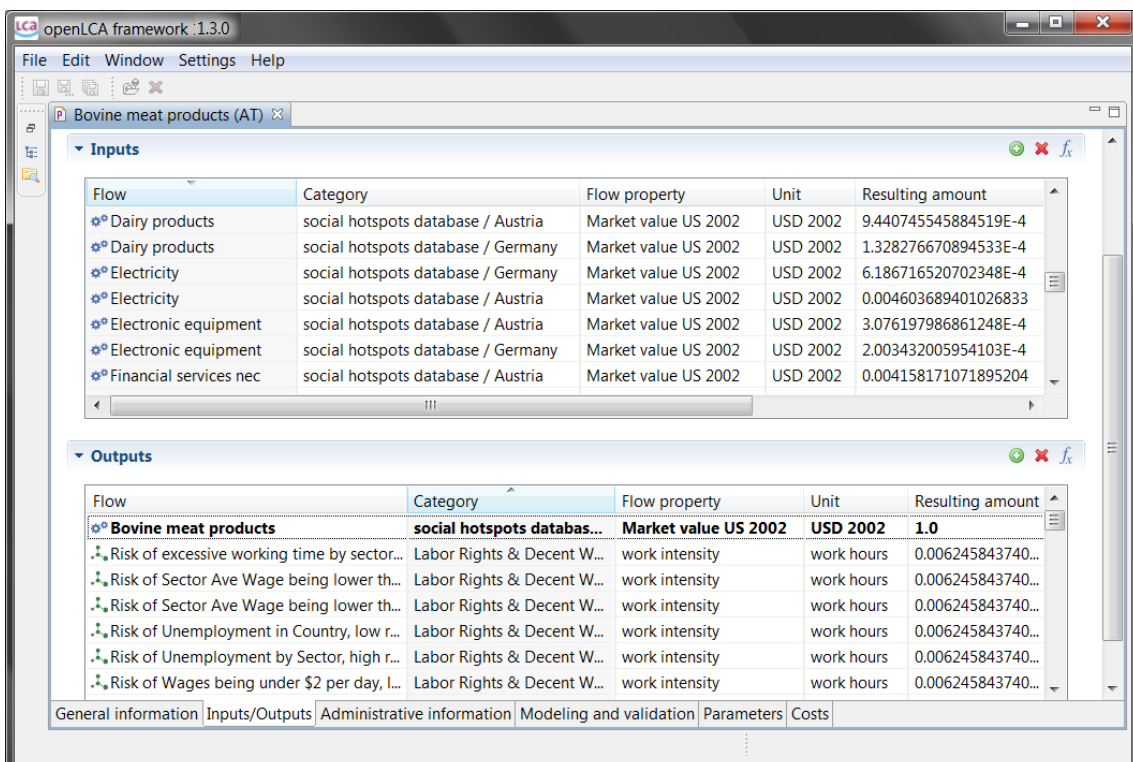 LCa openLCA framework 1.3.0
File Edit Window Settings Help
P Bovine meat products (AT)
Inputs fx
Flow Category Flow property Unit Resulting amount
Dairy products social hotspots database / Austria Market value US 2002 USD 2002 9.440745545884519E-4
Dairy products social hotspots database / Germany Market value US 2002 USD 2002 1.328276670894533E-4
Electricity social hotspots database / Germany Market value US 2002 USD 2002 6.186716520702348E-4
Electricity social hotspots database / Austria Market value US 2002 USD 2002 0.004603689401026833
Electronic equipment social hotspots database / Austria Market value US 2002 USD 2002 3.076197986861248E-4
Electronic equipment social hotspots database / Germany Market value US 2002 USD 2002 2.003432005954103E-4
Financial services nec social hotspots database / Austria Market value US 2002 USD 2002 0.004158171071895204
Outputs fx
Flow Category Flow property Unit Resulting amount
Bovine meat products social hotspots databas... Market value US 2002 USD 2002 1.0
Risk of excessive working time by sector... Labor Rights & Decent W... work intensity work hours 0.006245843740...
Risk of Sector Ave Wage being lower th... Labor Rights & Decent W... work intensity work hours 0.006245843740...
Risk of Sector Ave Wage being lower th... Labor Rights & Decent W... work intensity work hours 0.006245843740...
Risk of Unemployment in Country, low r... Labor Rights & Decent W... work intensity work hours 0.006245843740...
Risk of Unemployment by Sector, high r... Labor Rights & Decent W... work intensity work hours 0.006245843740...
Risk of Wages being under $2 per day, l... Labor Rights & Decent W... work intensity work hours 0.006245843740...
General information Inputs/Outputs Administrative information Modeling and validation Parameters Costs